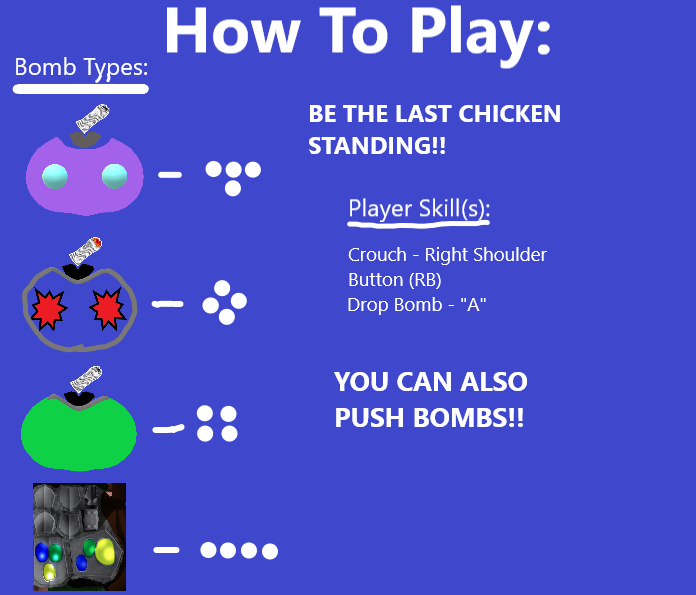 How To Play:
Bomb Types:
BE THE LAST CHICKEN
STANDING!!
Player Skill(s):
Crouch - Right Shoulder
Button (RB)
Drop Bomb - "A"
YOU CAN ALSO
PUSH BOMBS!!